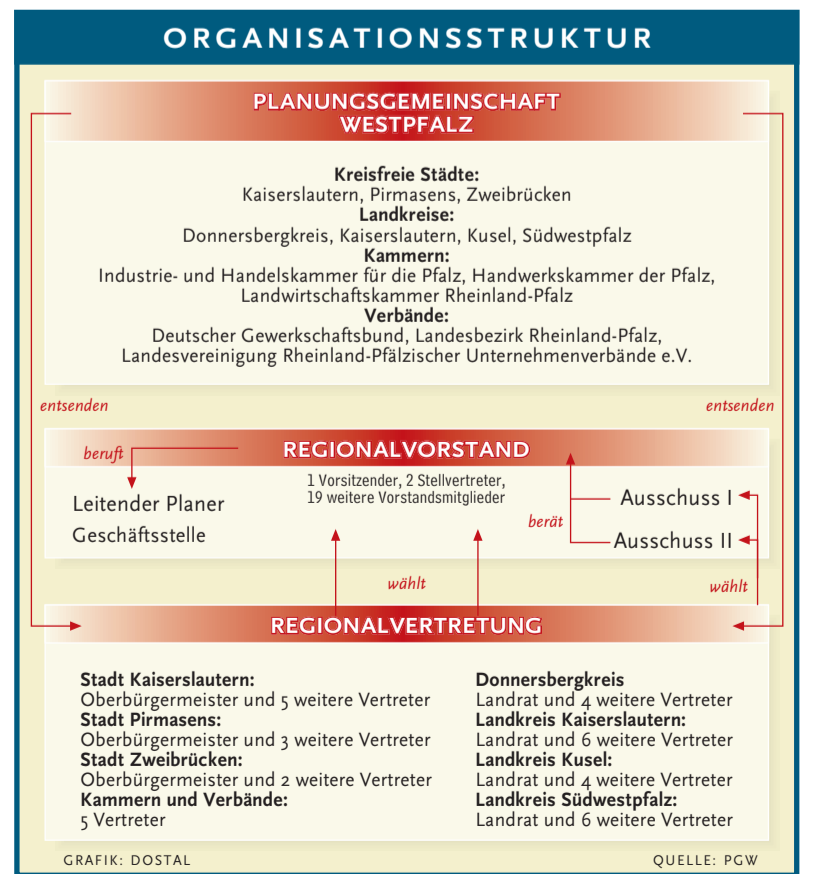 ORGANISATIONSSTRUKTUR
PLANUNGSGEMEINSCHAFT
WESTPFALZ
Kreisfreie Städte:
Kaiserslautern, Pirmasens, Zweibrücken
Landkreise:
Donnersbergkreis, Kaiserslautern, Kusel, Südwestpfalz
Kammern:
Industrie- und Handelskammer für die Pfalz, Handwerkskammer der Pfalz,
Landwirtschaftskammer Rheinland-Pfalz
Verbände:
Deutscher Gewerkschaftsbund, Landesbezirk Rheinland-Pfalz,
Landesvereinigung Rheinland-Pfälzischer Unternehmenverbände e.V.
entsenden
entsenden
REGIONALVORSTAND
beruft
1 Vorsitzender, 2 Stellvertreter,
19 weitere Vorstandsmitglieder
Leitender Planer
Geschäftsstelle
Ausschuss I
berät
Ausschuss II
wählt
wählt
REGIONALVERTRETUNG
Stadt Kaiserslautern:
Oberbürgermeister und 5 weitere Vertreter
Stadt Pirmasens:
Oberbürgermeister und 3 weitere Vertreter
Stadt Zweibrücken:
Oberbürgermeister und 2 weitere Vertreter
Kammern und Verbände:
5 Vertreter
Donnersbergkreis
Landrat und 4 weitere Vertreter
Landkreis Kaiserslautern:
Landrat und 6 weitere Vertreter
Landkreis Kusel:
Landrat und 4 weitere Vertreter
Landkreis Südwestpfalz:
Landrat und 6 weitere Vertreter
GRAFIK: DOSTAL
QUELLE: PGW